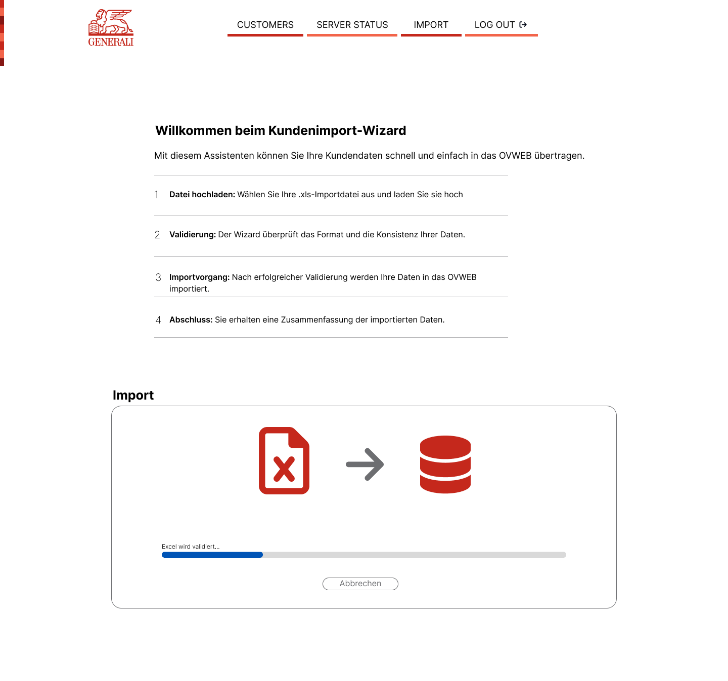 GENERALI
CUSTOMERS
SERVER STATUS
IMPORT
LOG OUT
Willkommen beim Kundenimport-Wizard
Mit diesem Assistenten können Sie Ihre Kundendaten schnell und einfach in das OVWEB übertragen.
1 Datei hochladen: Wählen Sie Ihre .xls-Importdatei aus und laden Sie sie hoch
2 Validierung: Der Wizard überprüft das Format und die Konsistenz Ihrer Daten.
3 Importvorgang: Nach erfolgreicher Validierung werden Ihre Daten in das OVWEB
importiert.
4 Abschluss: Sie erhalten eine Zusammenfassung der importierten Daten.
Import
Excel wird validiert...
Abbrechen